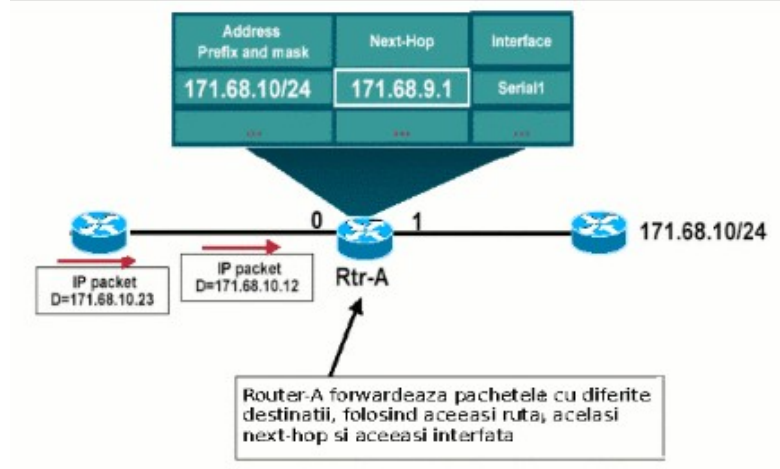 Address
Prefix and mask
Next-Hop
Interface
171.68.10/24
171.68.9.1
Serial1
...
...
...
0
1
171.68.10/24
IP packet
D=171.68.10.23
IP packet
D=171.68.10.12
Rtr-A
Router-A forwardeaza pachetele cu diferite
destinatii, folosind aceeasi ruta, acelasi
next-hop si aceeasi interfata